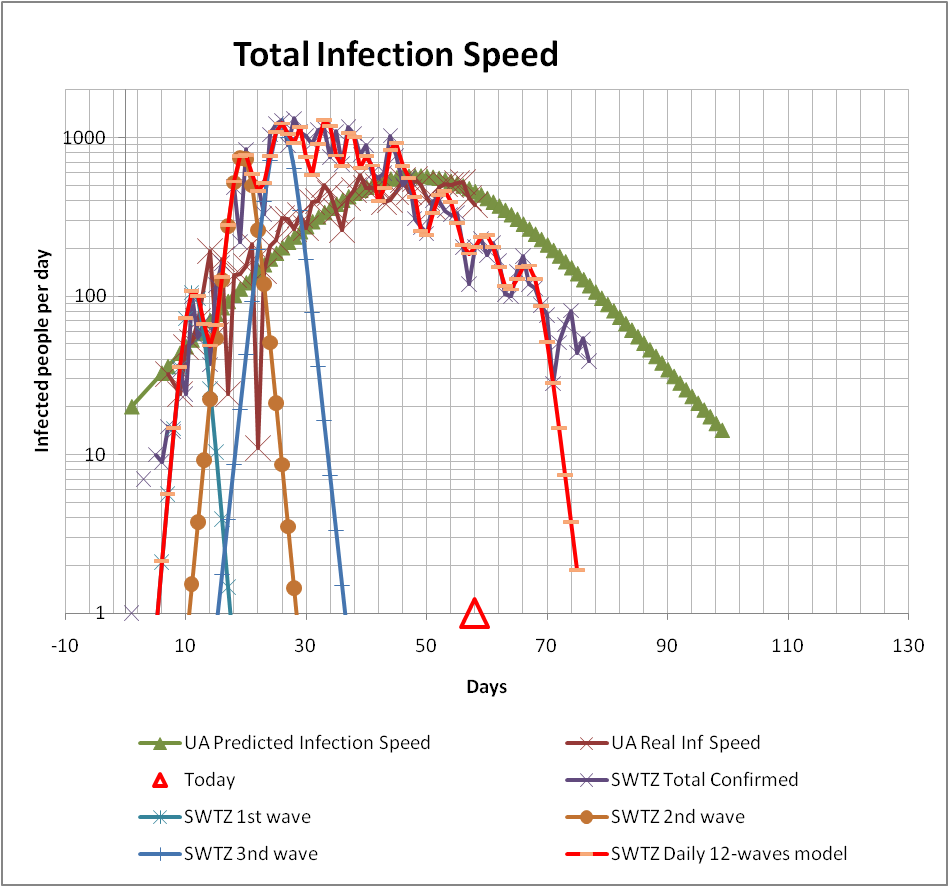 Total Infection Speed
1000
100
10
1
Infected people per day
-10 10 30 50 70 90 110 130
Days
UA Predicted Infection Speed UA Real Inf Speed
Today SWTZ Total Confirmed
SWTZ 1st wave SWTZ 2nd wave
SWTZ 3nd wave SWTZ Daily 12-waves model